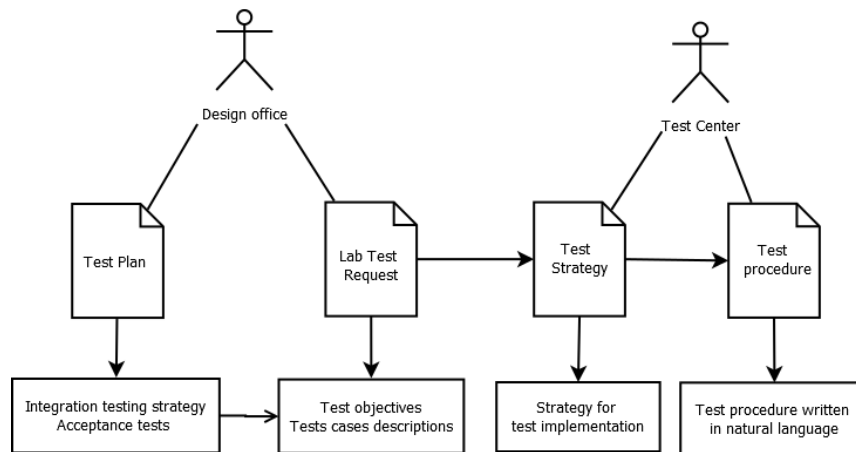 Design office
Test Center
Test Plan
Lab Test
Request
Test
Strategy
Test
procedure
Integration testing strategy
Acceptance tests
Test objectives
Tests cases descriptions
Strategy for
test implementation
Test procedure written
in natural language